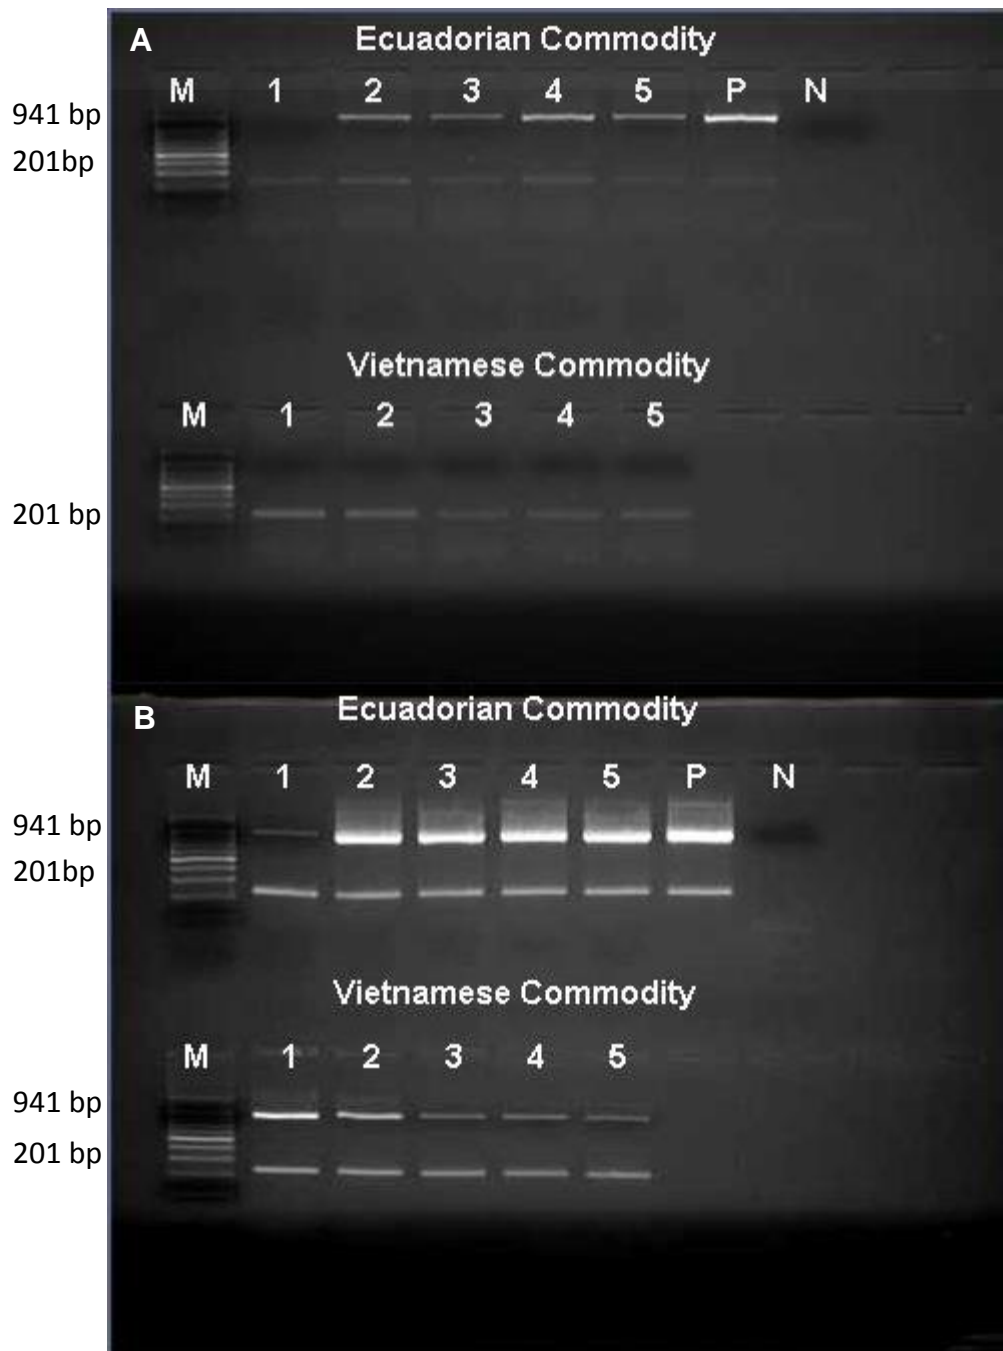 A
Ecuadorian Commodity
M 1 2 3 4 5 P N
941 bp
201bp
Vietnamese Commodity
M 1 2 3 4 5
201 bp
B
Ecuadorian Commodity
M 1 2 3 4 5 P N
941 bp
201bp
Vietnamese Commodity
M 1 2 3 4 5
941 bp
201 bp